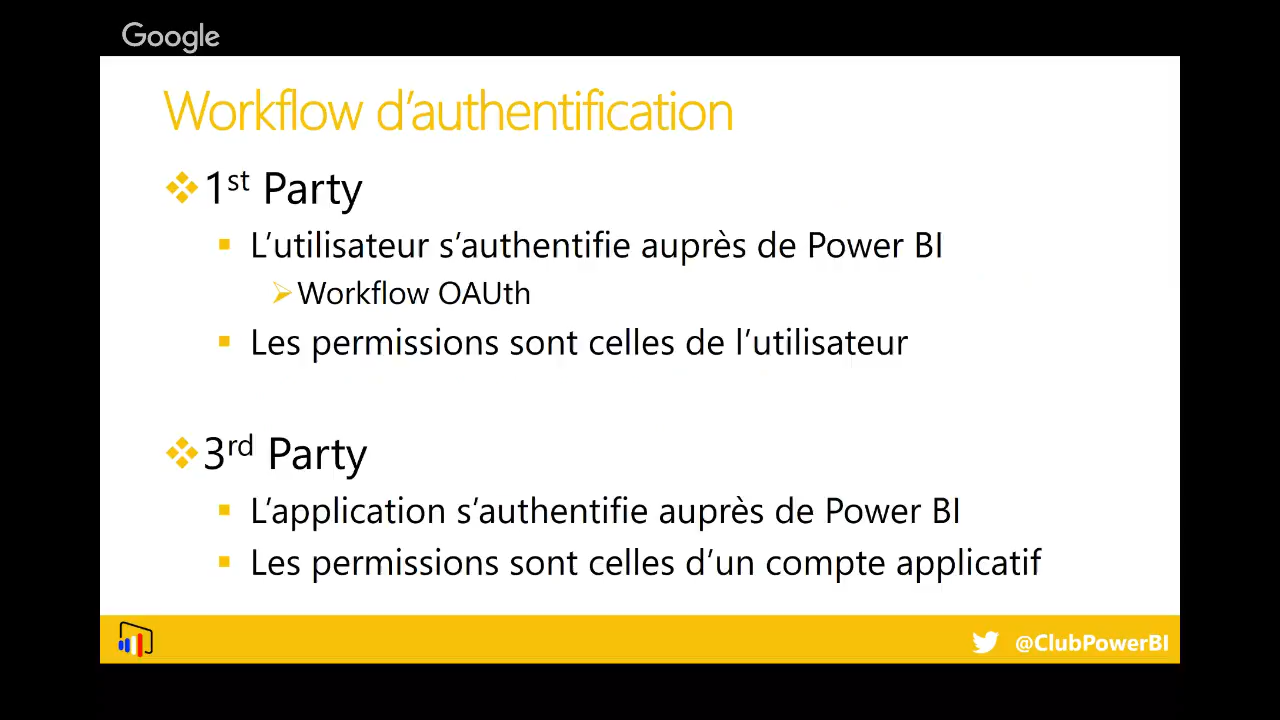 Google
Workflow d'authentification
1st Party
L'utilisateur s'authentifie auprès de Power BI
Workflow OAUth
Les permissions sont celles de l'utilisateur
3rd Party
L'application s'authentifie auprès de Power BI
Les permissions sont celles d'un compte applicatif
@ClubPowerBI